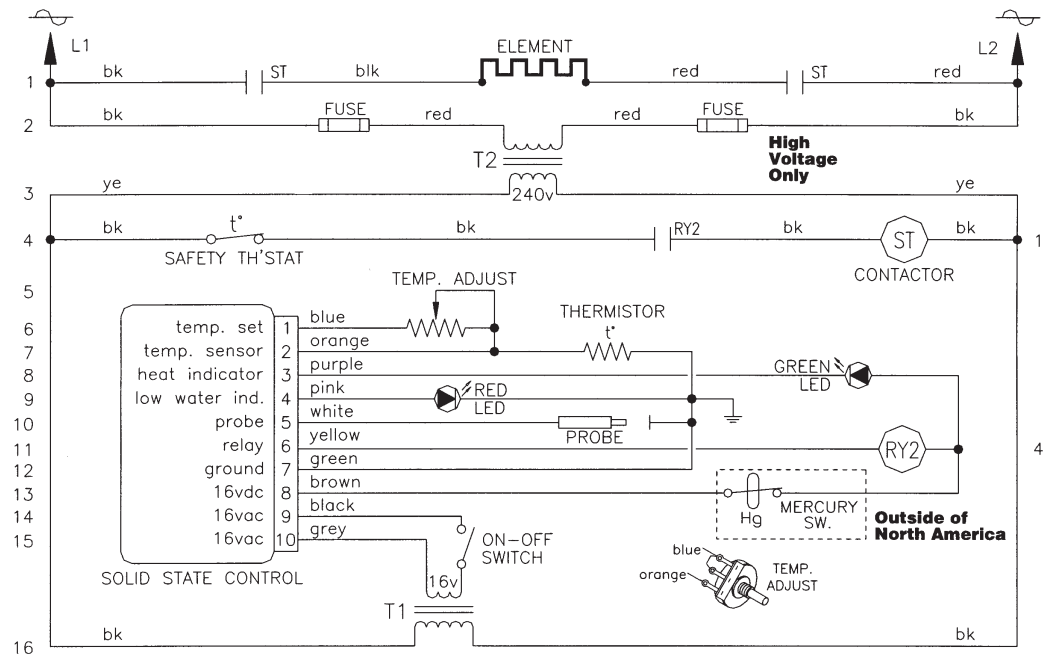 L1
ELEMENT
L2
1 bk ST blk red ST red
2 bk FUSE red red FUSE bk
T2
High
Voltage
Only
3 ye 240v ye
4 bk t° bk RY2 bk ST bk 1
SAFETY TH'STAT
CONTACTOR
5 TEMP. ADJUST
THERMISTOR
t°
6 temp. set 1 blue
7 temp. sensor 2 orange
8 heat indicator 3 purple
GREEN
LED
9 low water ind. 4 pink
RED
LED
10 probe 5 white
PROBE
11 relay 6 yellow RY2 4
12 ground 7 green
13 16vdc 8 brown
Hg
MERCURY
SW.
Outside of
North America
14 16vac 9 black
15 16vac 10 grey
ON-OFF
SWITCH
SOLID STATE CONTROL
16v
T1
blue
orange
TEMP.
ADJUST
16 bk bk